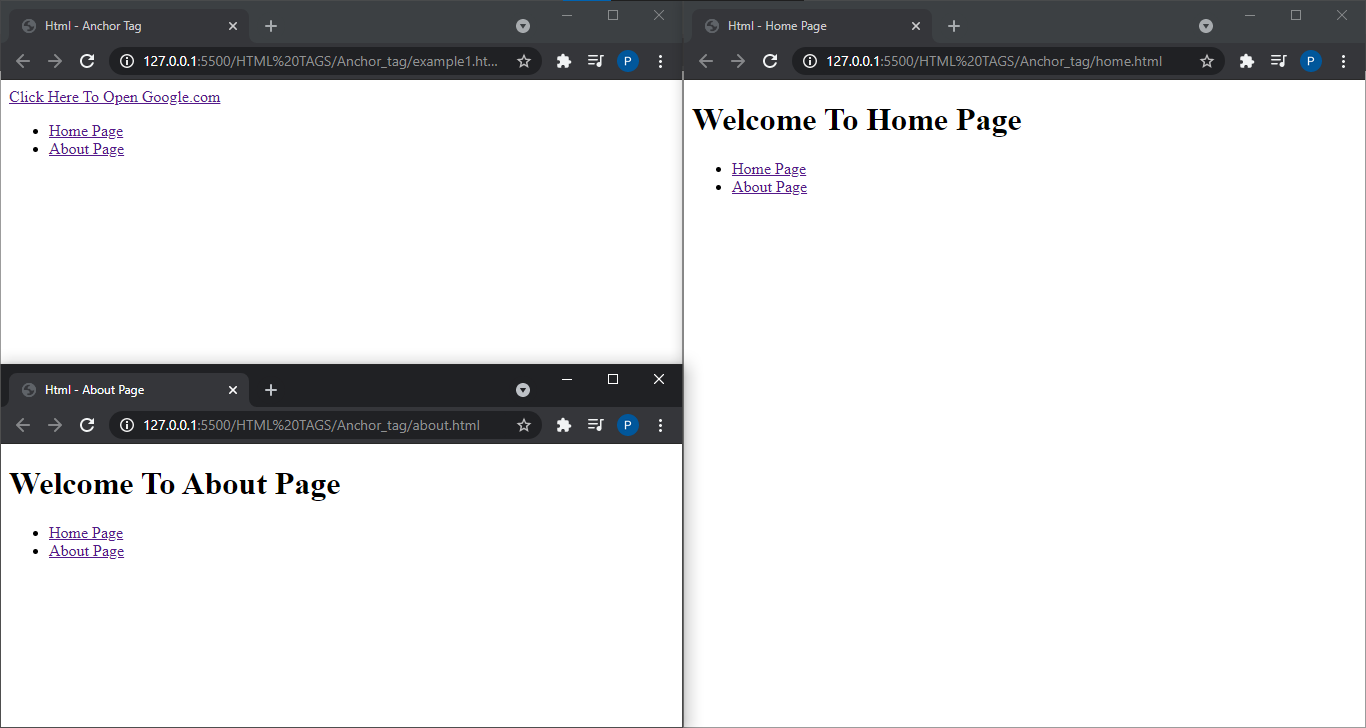 Html - Anchor Tag
127.0.0.1:5500/HTML%20TAGS/Anchor_tag/example1.ht...
P
Click Here To Open Google.com
Home Page
About Page
Html - Home Page
127.0.0.1:5500/HTML%20TAGS/Anchor_tag/home.html
P
Welcome To Home Page
Home Page
About Page
Html - About Page
127.0.0.1:5500/HTML%20TAGS/Anchor_tag/about.html
P
Welcome To About Page
Home Page
About Page